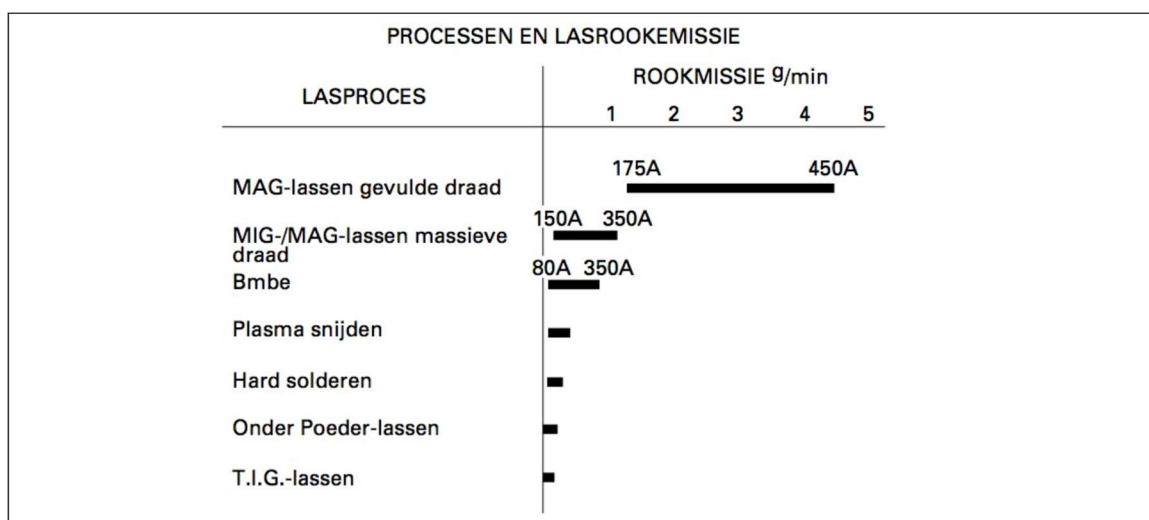 PROCESSEN EN LASROOKEMISSIE
ROOKMISSIE g/min
LASPROCES
1 2 3 4 5
175A 450A
MAG-lassen gevulde draad
150A 350A
MIG-/MAG-lassen massieve
draad
80A 350A
Bmbe
Plasma snijden
Hard solderen
Onder Poeder-lassen
T.I.G.-lassen